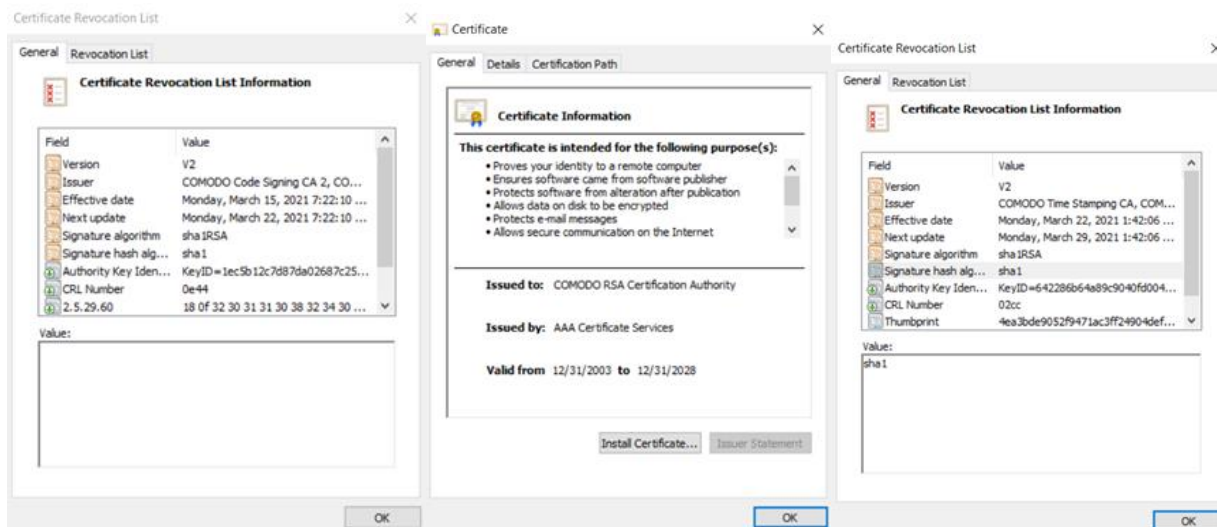 Certificate Revocation List
General Revocation List
Certificate Revocation List Information
Field Value
Version V2
Issuer COMODO Code Signing CA 2, CO...
Effective date Monday, March 15, 2021 7:22:10 ...
Next update Monday, March 22, 2021 7:22:10 ...
Signature algorithm sha1RSA
Signature hash alg... sha1
Authority Key Iden... KeyID=1ec5b12c7d87da02687c25...
CRL Number 0e44
2.5.29.60 18 0f 32 30 31 31 30 38 32 34 30 ...
Value:
OK
Certificate
General Details Certification Path
Certificate Information
This certificate is intended for the following purpose(s):
• Proves your identity to a remote computer
• Ensures software came from software publisher
• Protects software from alteration after publication
• Allows data on disk to be encrypted
• Protects e-mail messages
• Allows secure communication on the Internet
Issued to: COMODO RSA Certification Authority
Issued by: AAA Certificate Services
Valid from 12/31/2003 to 12/31/2028
Install Certificate... Issuer Statement
OK
Certificate Revocation List
General Revocation List
Certificate Revocation List Information
Field Value
Version V2
Issuer COMODO Time Stamping CA, COM...
Effective date Monday, March 22, 2021 1:42:06 ...
Next update Monday, March 29, 2021 1:42:06 ...
Signature algorithm sha1RSA
Signature hash alg... sha1
Authority Key Iden... KeyID=642286b64a89c9040fd004...
CRL Number 02cc
Thumbprint 4ea3bde9052f9471ac3ff24904def...
Value:
sha1
OK